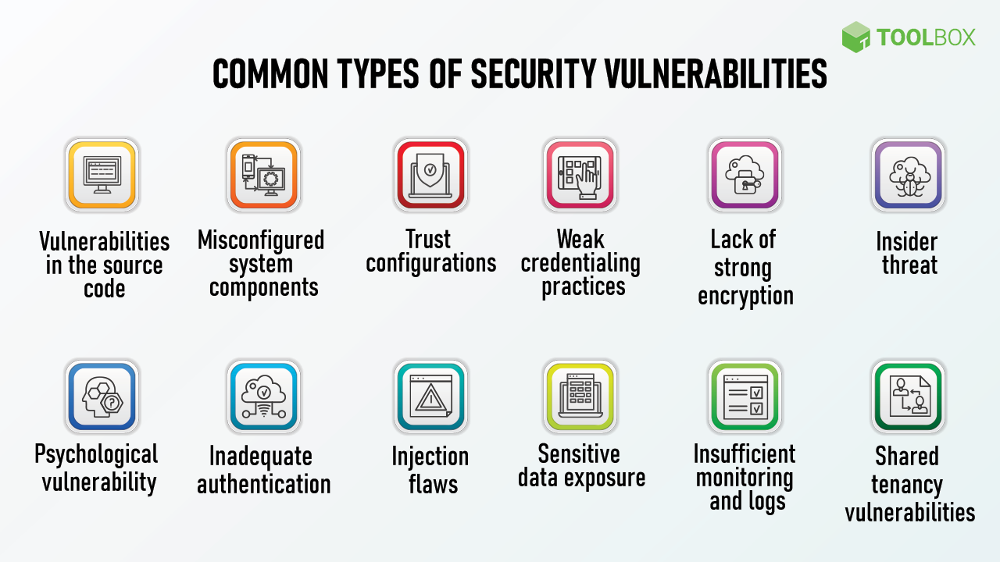 TOOLBOX
COMMON TYPES OF SECURITY VULNERABILITIES
Vulnerabilities
in the source
code
Misconfigured
system
components
Trust
configurations
Weak
credentialing
practices
Lack of
strong
encryption
Insider
threat
Psychological
vulnerability
Inadequate
authentication
Injection
flaws
Sensitive
data exposure
Insufficient
monitoring
and logs
Shared
tenancy
vulnerabilities